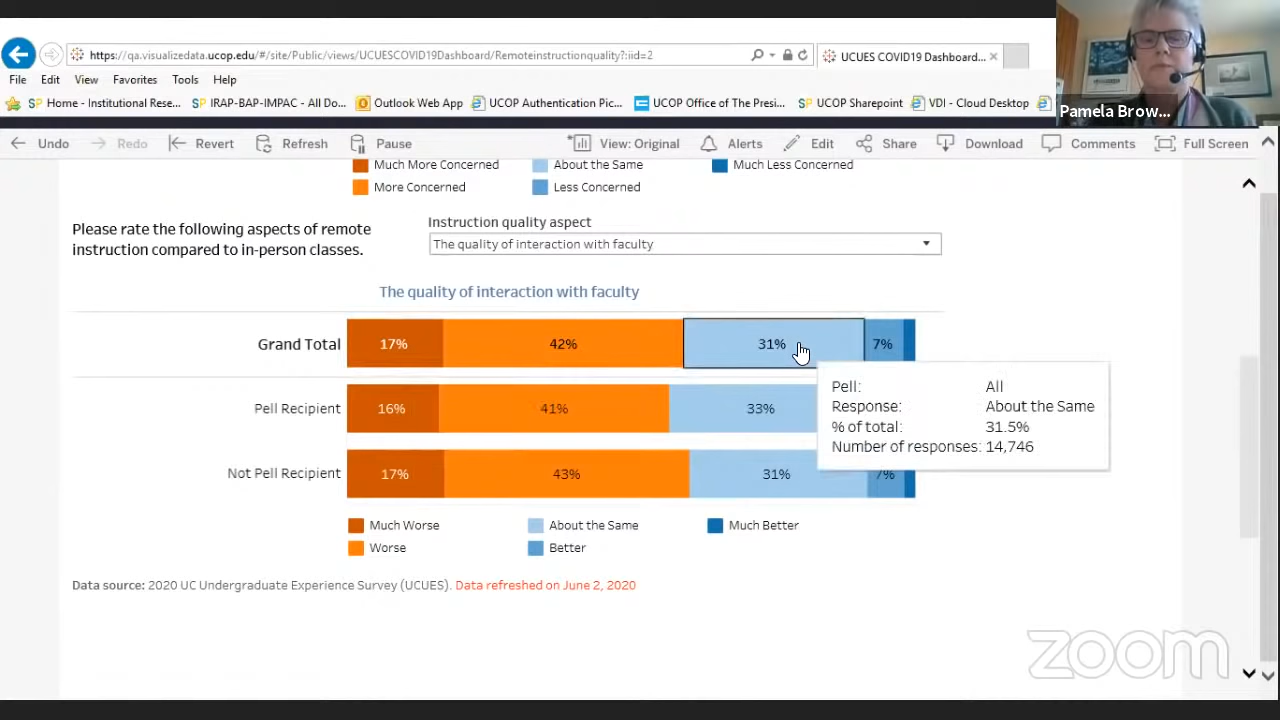 https://qa.visualizedata.ucop.edu/#/site/Public/views/UCUESCOVID19Dashboard/Remoteinstructionquality?:iid=2
UCUES COVID19 Dashboard...
File Edit View Favorites Tools Help
SP Home - Institutional Rese... SP IRAP-BAP-IMPAC - All Do... Outlook Web App UCOP Authentication Pic... UCOP Office of The Presi... SP UCOP Sharepoint VDI - Cloud Desktop
Pamela Brow...
Undo Redo Revert Refresh Pause View: Original Alerts Edit Share Download Comments Full Screen
Much More Concerned About the Same Much Less Concerned
More Concerned Less Concerned
Please rate the following aspects of remote
instruction compared to in-person classes.
Instruction quality aspect
The quality of interaction with faculty
The quality of interaction with faculty
Grand Total 17% 42% 31% 7%
Pell Recipient 16% 41% 33%
Not Pell Recipient 17% 43% 31% 7%
Pell: All
Response: About the Same
% of total: 31.5%
Number of responses: 14,746
Much Worse About the Same Much Better
Worse Better
Data source: 2020 UC Undergraduate Experience Survey (UCUES). Data refreshed on June 2, 2020
zoom